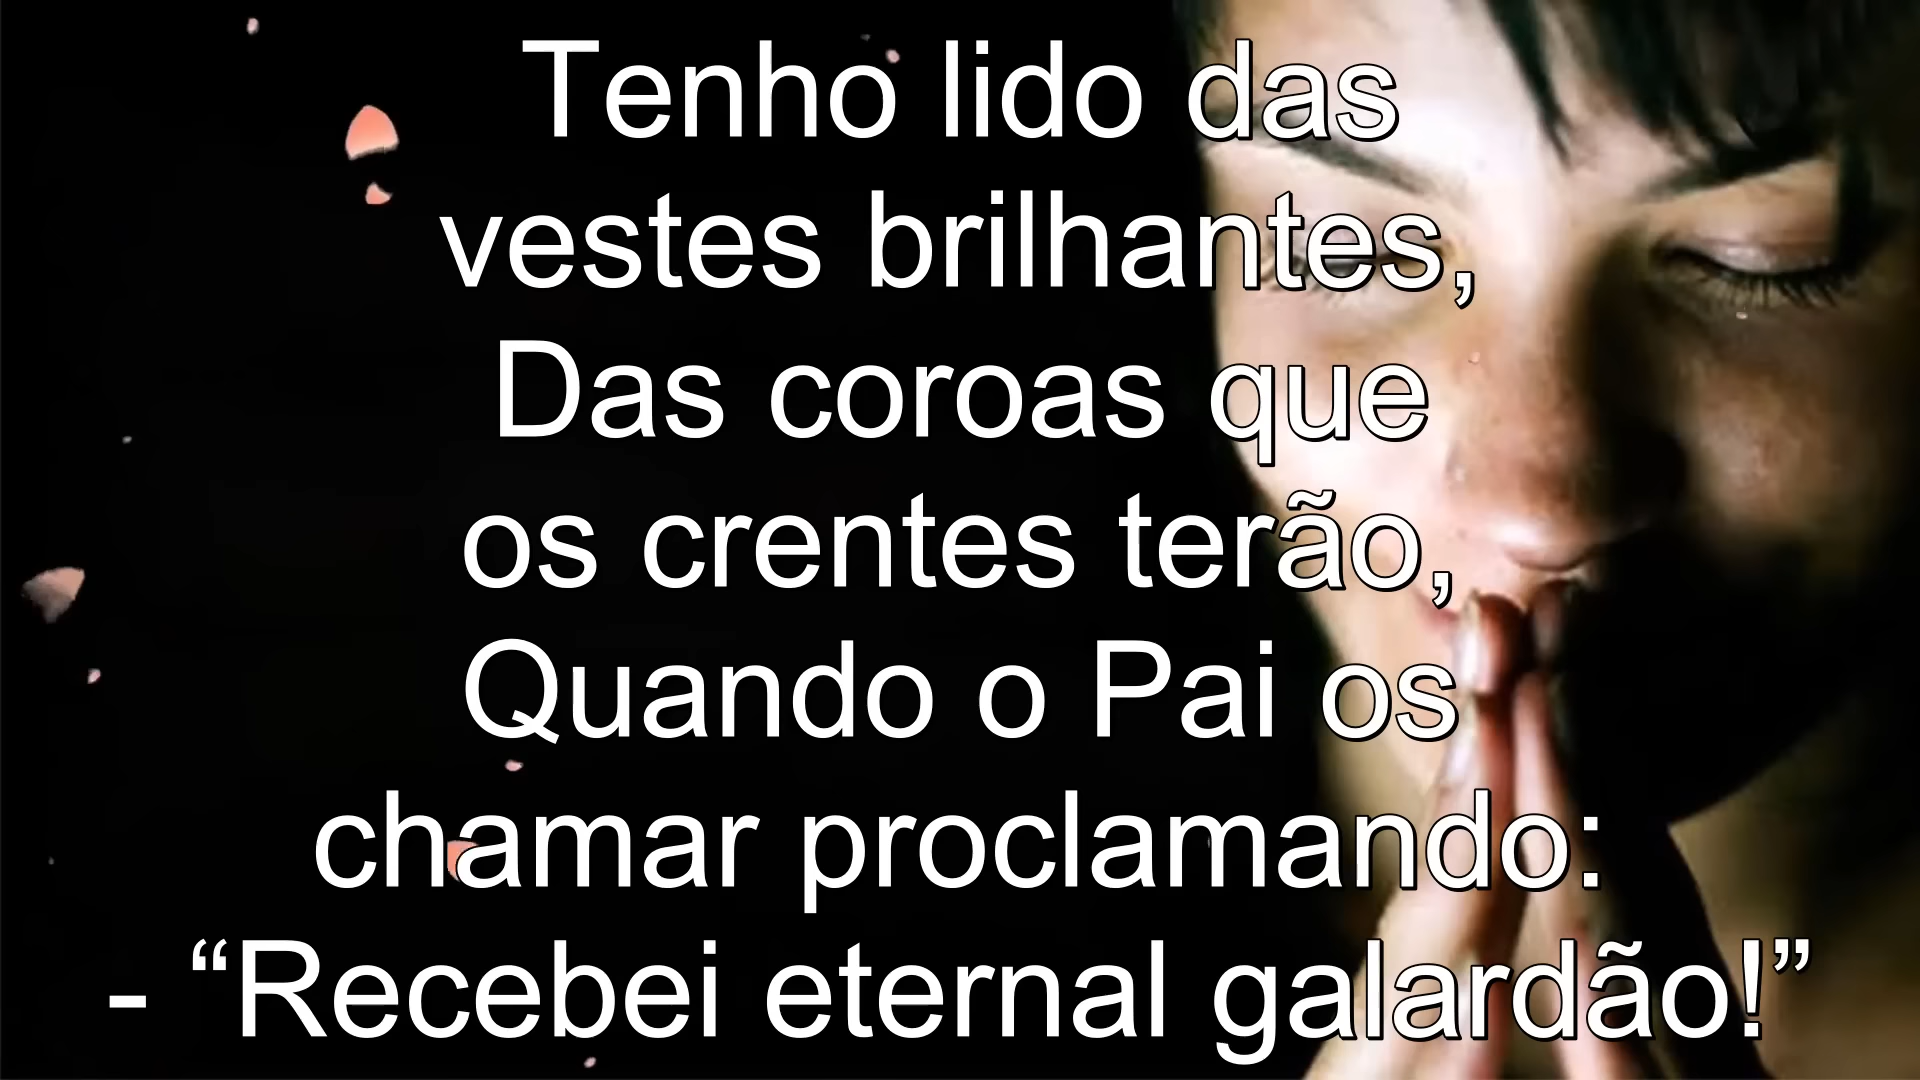 Tenho lido das
vestes brilhantes,
Das coroas que
os crentes terão,
Quando o Pai os
chamar proclamando:
- “Recebei eternal galardão!”